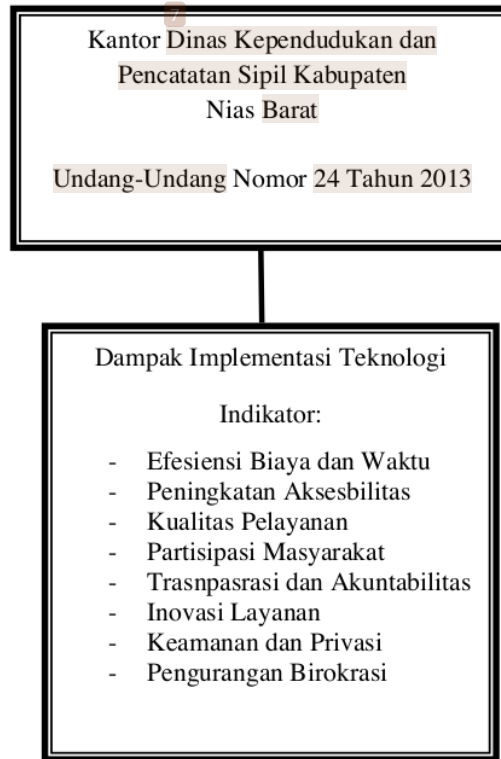 7
Kantor Dinas Kependudukan dan
Pencatatan Sipil Kabupaten
Nias Barat
Undang-Undang Nomor 24 Tahun 2013
Dampak Implementasi Teknologi
Indikator:
- Efesiensi Biaya dan Waktu
- Peningkatan Aksesbilitas
- Kualitas Pelayanan
- Partisipasi Masyarakat
- Trasnpasrasi dan Akuntabilitas
- Inovasi Layanan
- Keamanan dan Privasi
- Pengurangan Birokrasi